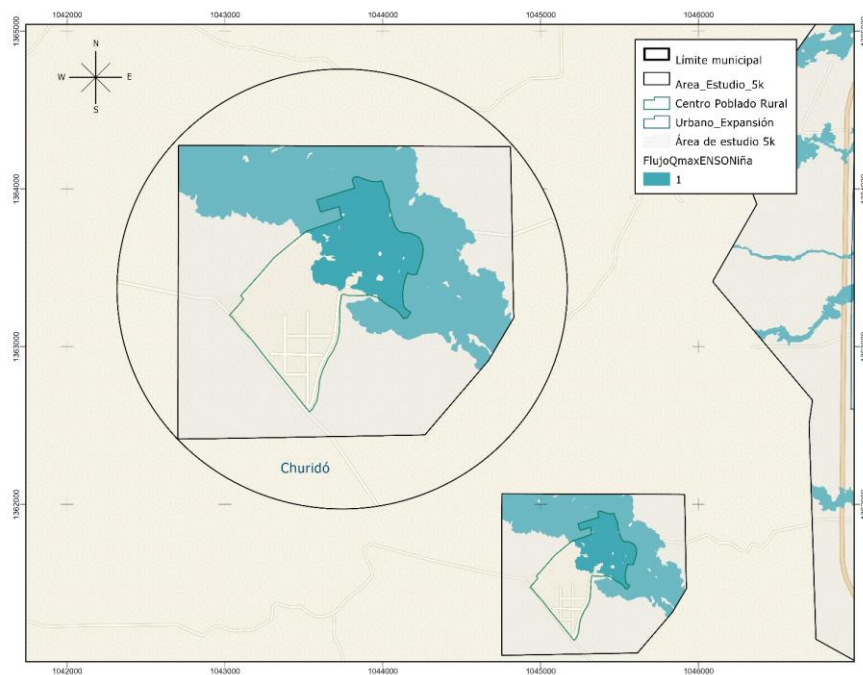 1042000 1043000 1044000 1045000 1046000
1365000
1364000
1363000
1362000
N
W E
S
Límite municipal
Area_Estudio_5k
Centro Poblado Rural
Urbano_Expansión
Área de estudio 5k
FlujoQmaxENSONiña
1
Churidó
1042000 1043000 1044000 1045000 1046000